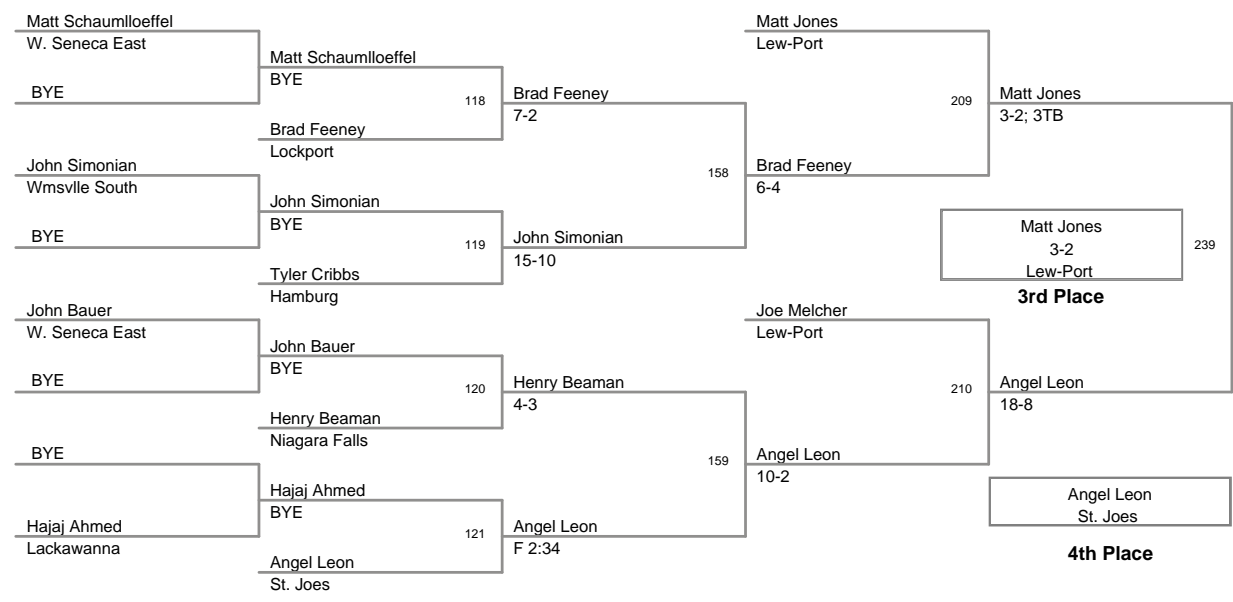 Matt Schaumlloeffel
W. Seneca East
BYE
John Simonian
Wmsvlle South
BYE
John Bauer
W. Seneca East
BYE
BYE
Hajaj Ahmed
Lackawanna
Matt Schaumlloeffel
BYE
118
Brad Feeney
Lockport
John Simonian
BYE
119
Tyler Cribbs
Hamburg
John Bauer
BYE
120
Henry Beaman
Niagara Falls
Hajaj Ahmed
BYE
121
Angel Leon
St. Joes
Brad Feeney
7-2
158
John Simonian
15-10
Henry Beaman
4-3
159
Angel Leon
F 2:34
Matt Jones
Lew-Port
209
Brad Feeney
6-4
Joe Melcher
Lew-Port
210
Angel Leon
10-2
Matt Jones
3-2; 3TB
Matt Jones
3-2
Lew-Port
239
3rd Place
Angel Leon
18-8
Angel Leon
St. Joes
4th Place